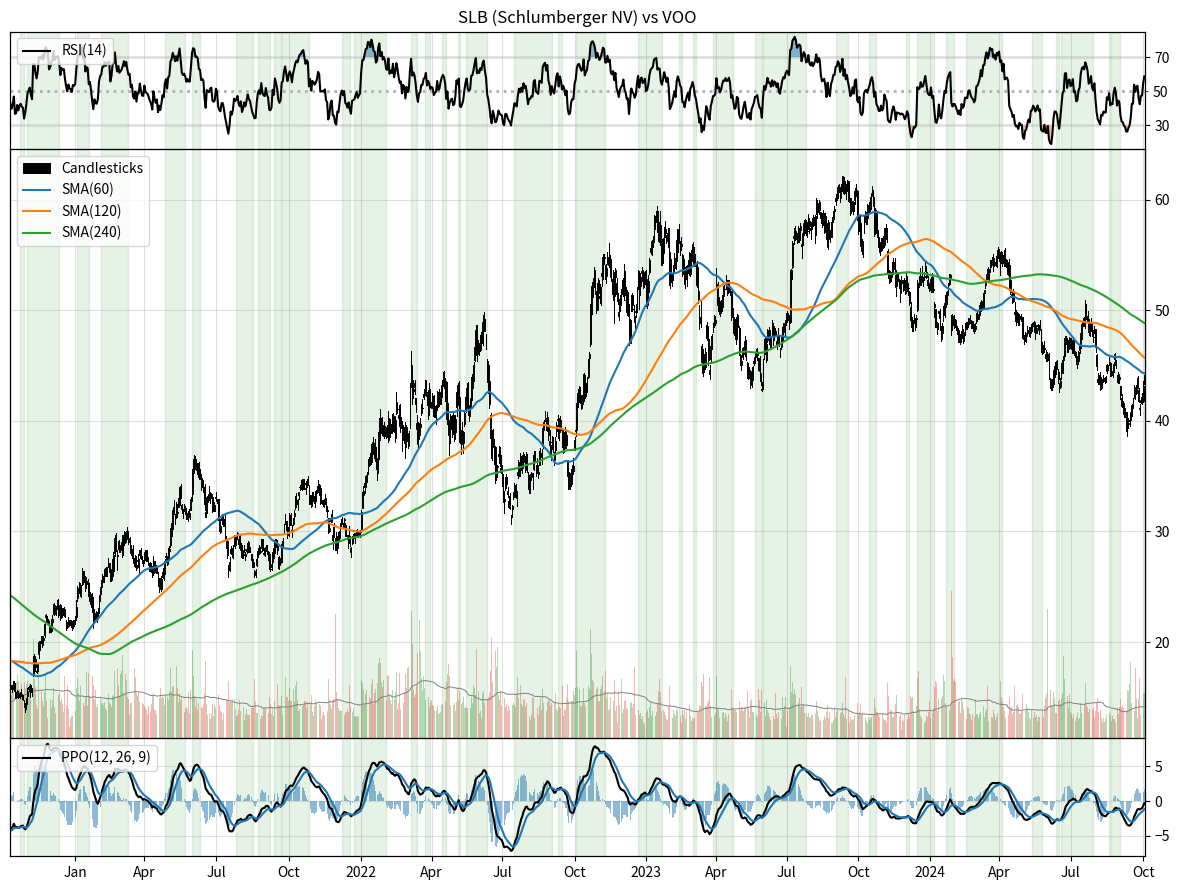 SLB (Schlumberger NV) vs VOO
RSI(14)
70
50
30
Candlesticks
SMA(60)
SMA(120)
SMA(240)
60
50
40
30
20
PPO(12, 26, 9)
5
0
−5
Jan Apr Jul Oct 2022 Apr Jul Oct 2023 Apr Jul Oct 2024 Apr Jul Oct